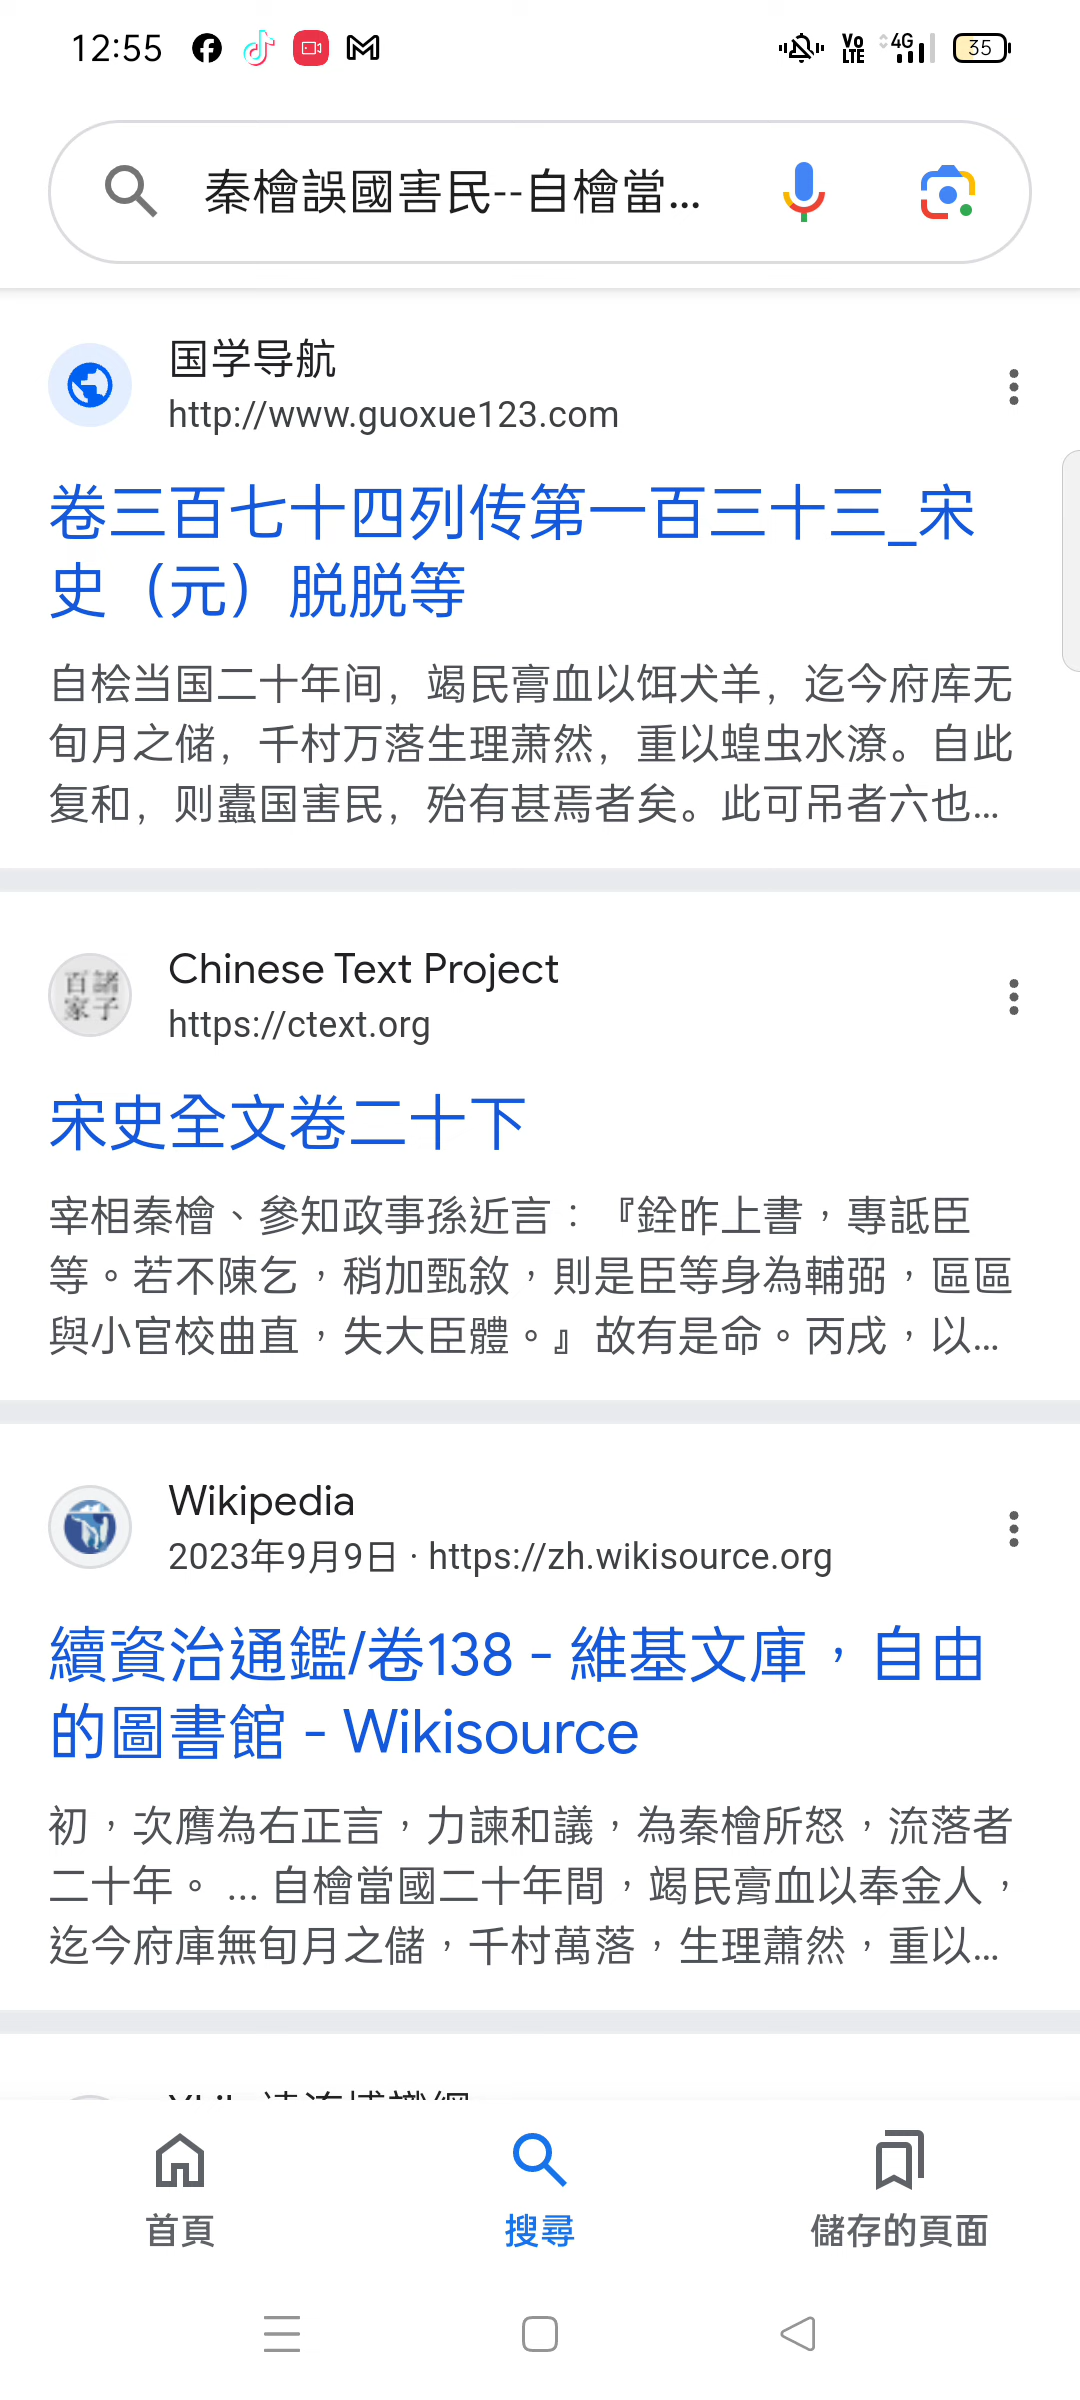 12:55
Vo LTE
4G
35
秦檜誤國害民--自檜當...
国学导航
http://www.guoxue123.com
卷三百七十四列传第一百三十三_宋
史（元）脱脱等
自桧当国二十年间，竭民膏血以饵犬羊，迄今府库无
旬月之储，千村万落生理萧然，重以蝗虫水潦。自此
复和，则蠹国害民，殆有甚焉者矣。此可吊者六也...
諸子百家
Chinese Text Project
https://ctext.org
宋史全文卷二十下
宰相秦檜、參知政事孫近言：『銓昨上書，專詆臣
等。若不陳乞，稍加甄敘，則是臣等身為輔弼，區區
與小官校曲直，失大臣體。』故有是命。丙戌，以...
Wikipedia
2023年9月9日 · https://zh.wikisource.org
續資治通鑑/卷138 - 維基文庫，自由
的圖書館 - Wikisource
初，次膺為右正言，力諫和議，為秦檜所怒，流落者
二十年。 ... 自檜當國二十年間，竭民膏血以奉金人，
迄今府庫無旬月之儲，千村萬落，生理蕭然，重以...
首頁
搜尋
儲存的頁面